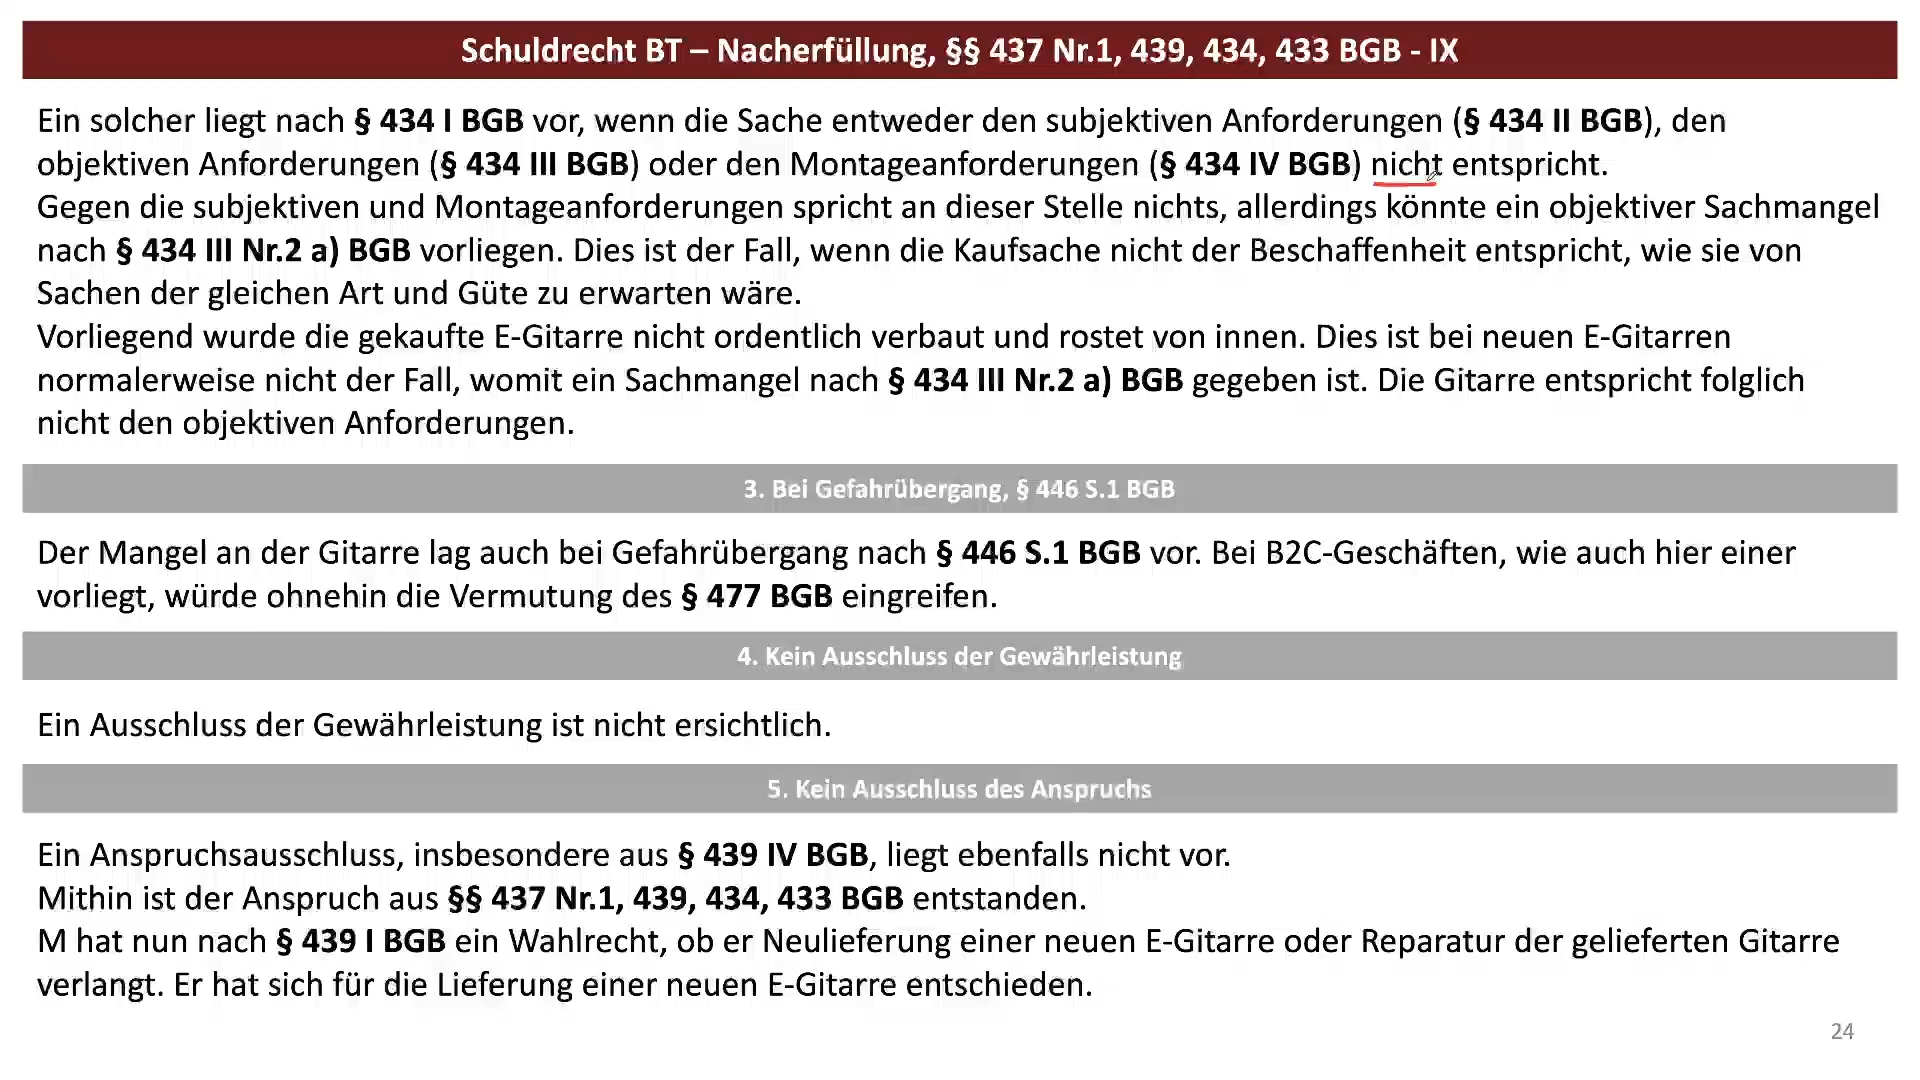 Schuldrecht BT – Nacherfüllung, §§ 437 Nr.1, 439, 434, 433 BGB - IX
Ein solcher liegt nach § 434 I BGB vor, wenn die Sache entweder den subjektiven Anforderungen (§ 434 II BGB), den
objektiven Anforderungen (§ 434 III BGB) oder den Montageanforderungen (§ 434 IV BGB) nicht entspricht.
Gegen die subjektiven und Montageanforderungen spricht an dieser Stelle nichts, allerdings könnte ein objektiver Sachmangel
nach § 434 III Nr.2 a) BGB vorliegen. Dies ist der Fall, wenn die Kaufsache nicht der Beschaffenheit entspricht, wie sie von
Sachen der gleichen Art und Güte zu erwarten wäre.
Vorliegend wurde die gekaufte E-Gitarre nicht ordentlich verbaut und rostet von innen. Dies ist bei neuen E-Gitarren
normalerweise nicht der Fall, womit ein Sachmangel nach § 434 III Nr.2 a) BGB gegeben ist. Die Gitarre entspricht folglich
nicht den objektiven Anforderungen.
3. Bei Gefahrübergang, § 446 S.1 BGB
Der Mangel an der Gitarre lag auch bei Gefahrübergang nach § 446 S.1 BGB vor. Bei B2C-Geschäften, wie auch hier einer
vorliegt, würde ohnehin die Vermutung des § 477 BGB eingreifen.
4. Kein Ausschluss der Gewährleistung
Ein Ausschluss der Gewährleistung ist nicht ersichtlich.
5. Kein Ausschluss des Anspruchs
Ein Anspruchsausschluss, insbesondere aus § 439 IV BGB, liegt ebenfalls nicht vor.
Mithin ist der Anspruch aus §§ 437 Nr.1, 439, 434, 433 BGB entstanden.
M hat nun nach § 439 I BGB ein Wahlrecht, ob er Neulieferung einer neuen E-Gitarre oder Reparatur der gelieferten Gitarre
verlangt. Er hat sich für die Lieferung einer neuen E-Gitarre entschieden.
24